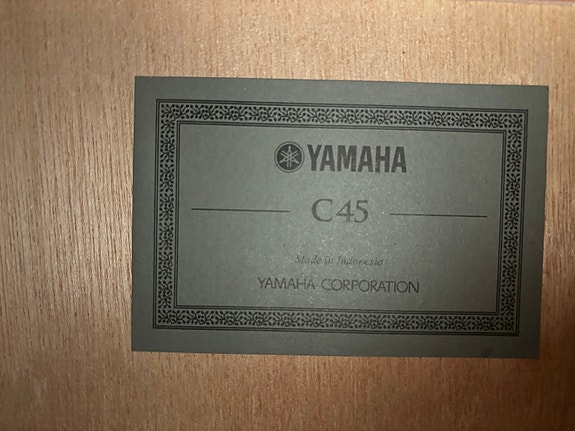 YAMAHA
C45
Made in Indonesia
YAMAHA CORPORATION